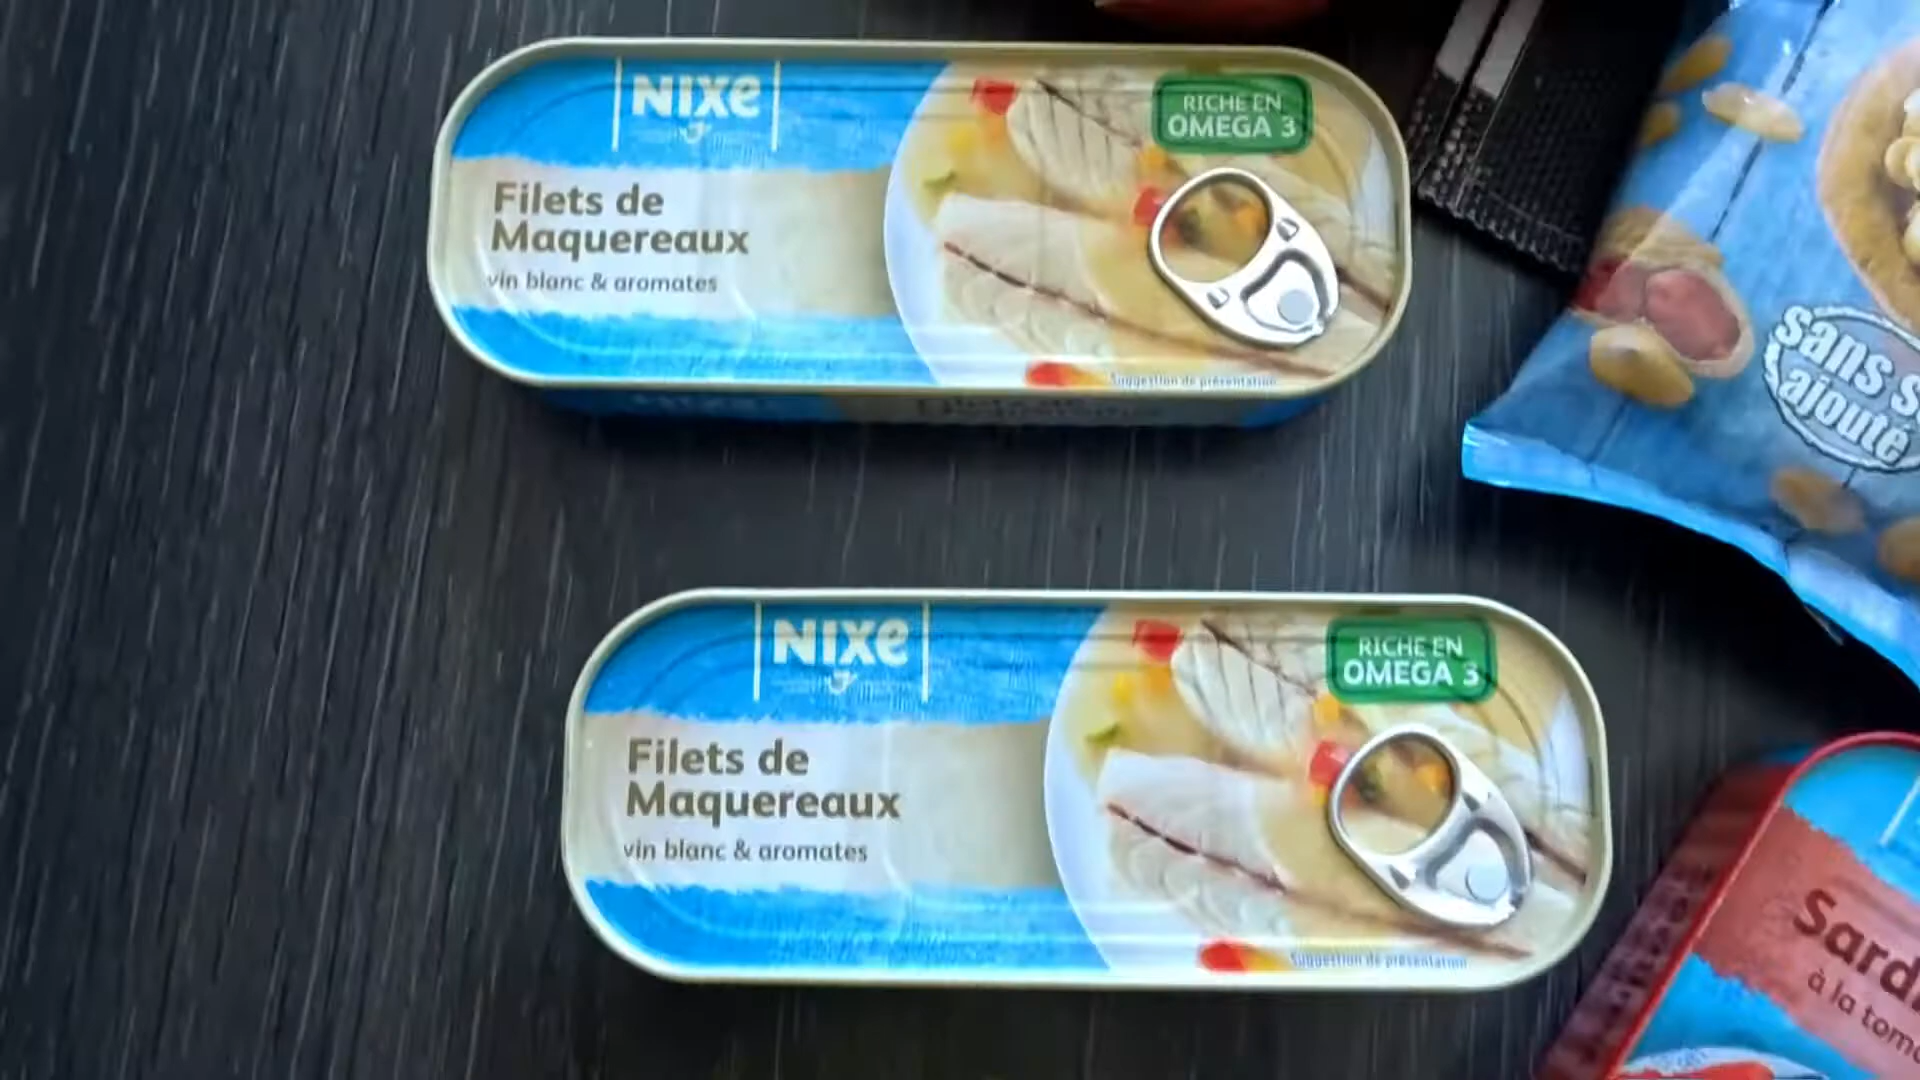 NIXE
RICHE EN
OMEGA 3
Filets de
Maquereaux
vin blanc & aromates
Suggestion de présentation
sans s
ajouté
NIXE
RICHE EN
OMEGA 3
Filets de
Maquereaux
vin blanc & aromates
Suggestion de présentation
Sard
à la toma